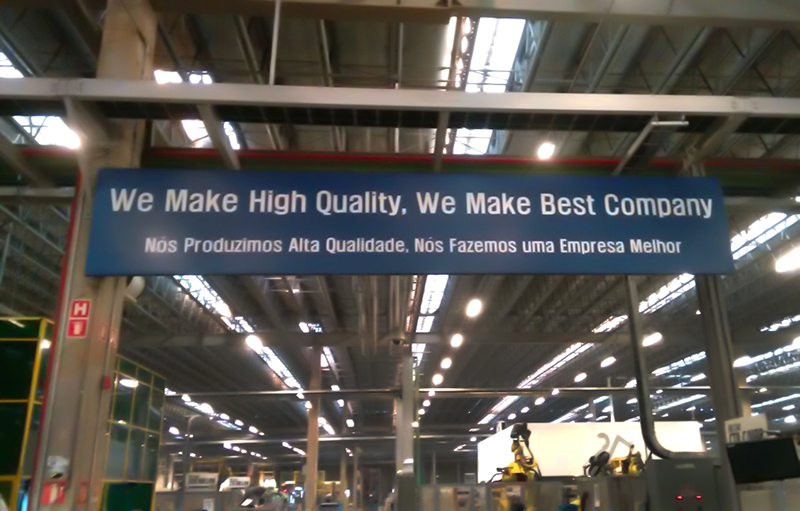 We Make High Quality, We Make Best Company
Nós Produzimos Alta Qualidade, Nós Fazemos uma Empresa Melhor
H